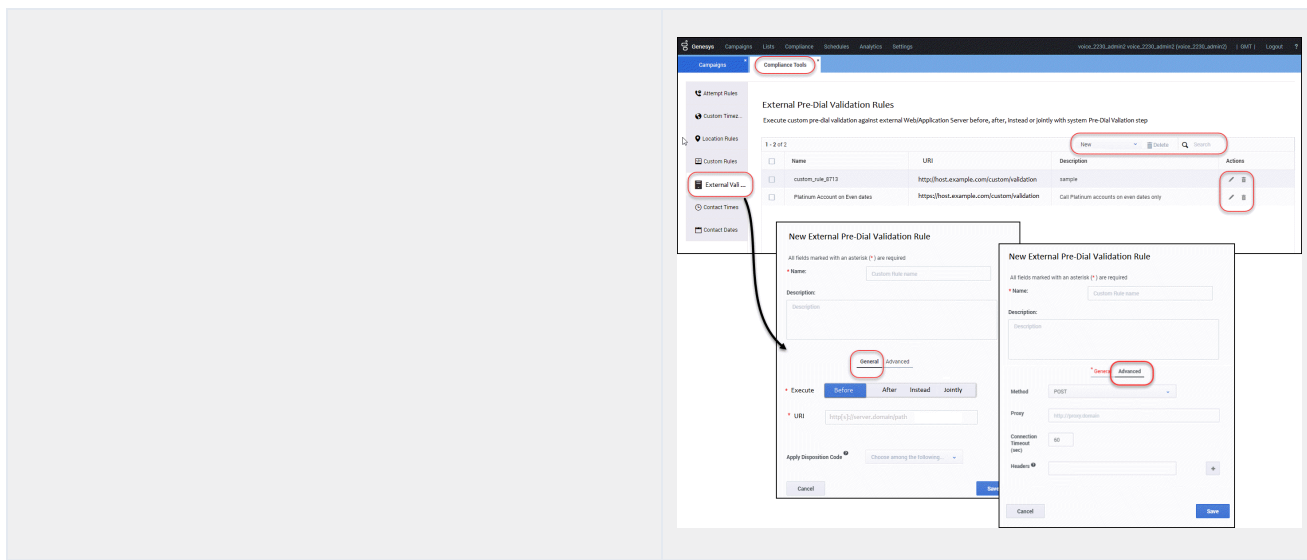 Genesys Campaigns Lists Compliance Schedules Analytics Settings voice_2230_admin2 voice_2230_admin2 (voice_2230_admin2) | GMT | Logout ?
Campaigns × Compliance Tools ×
Attempt Rules
Custom Timez...
Location Rules
Custom Rules
External Vali ...
Contact Times
Contact Dates
External Pre-Dial Validation Rules
Execute custom pre-dial validation against external Web/Application Server before, after, instead or jointly with system Pre-Dial Valiation step
1 - 2 of 2 New Delete Search
Name URI Description Actions
custom_rule_8713 http://host.example.com/custom/validation sample
Platinum Account on Even dates https://host.example.com/custom/validation Call Platinum accounts on even dates only
New External Pre-Dial Validation Rule
All fields marked with an asterisk (* ) are required
* Name: Custom Rule name
Description:
Description
General Advanced
* Execute Before After Instead Jointly
* URI http[s]://server.domain/path
Apply Disposition Code ? Choose among the following...
Cancel Save
New External Pre-Dial Validation Rule
All fields marked with an asterisk (* ) are required
* Name: Custom Rule name
Description:
Description
* General Advanced
Method POST
Proxy http://proxy.domain
Connection
Timeout 60
(sec)
Headers ? +
Cancel Save